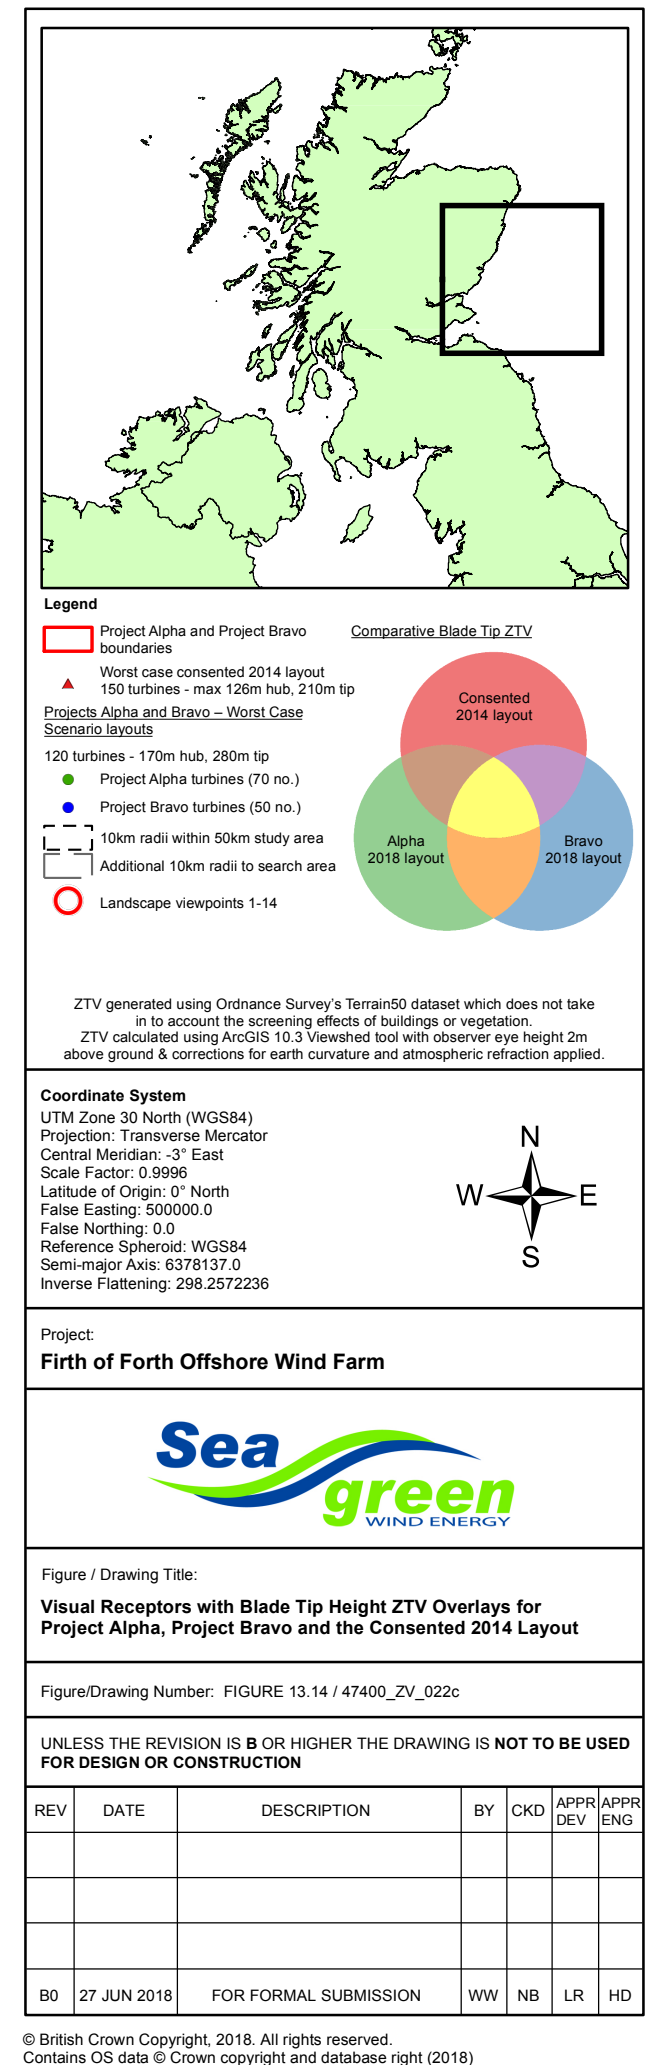 Legend
Project Alpha and Project Bravo
boundaries
Worst case consented 2014 layout
150 turbines - max 126m hub, 210m tip
Projects Alpha and Bravo – Worst Case
Scenario layouts
120 turbines - 170m hub, 280m tip
Project Alpha turbines (70 no.)
Project Bravo turbines (50 no.)
10km radii within 50km study area
Additional 10km radii to search area
Landscape viewpoints 1-14
Comparative Blade Tip ZTV
Consented
2014 layout
Alpha
2018 layout
Bravo
2018 layout
ZTV generated using Ordnance Survey's Terrain50 dataset which does not take
in to account the screening effects of buildings or vegetation.
ZTV calculated using ArcGIS 10.3 Viewshed tool with observer eye height 2m
above ground & corrections for earth curvature and atmospheric refraction applied.
Coordinate System
UTM Zone 30 North (WGS84)
Projection: Transverse Mercator
Central Meridian: -3° East
Scale Factor: 0.9996
Latitude of Origin: 0° North
False Easting: 500000.0
False Northing: 0.0
Reference Spheroid: WGS84
Semi-major Axis: 6378137.0
Inverse Flattening: 298.2572236
N
W E
S
Project:
Firth of Forth Offshore Wind Farm
Sea
green
WIND ENERGY
Figure / Drawing Title:
Visual Receptors with Blade Tip Height ZTV Overlays for
Project Alpha, Project Bravo and the Consented 2014 Layout
Figure/Drawing Number: FIGURE 13.14 / 47400_ZV_022c
UNLESS THE REVISION IS B OR HIGHER THE DRAWING IS NOT TO BE USED
FOR DESIGN OR CONSTRUCTION
REV DATE DESCRIPTION BY CKD APPR DEV APPR ENG
B0 27 JUN 2018 FOR FORMAL SUBMISSION WW NB LR HD
© British Crown Copyright, 2018. All rights reserved.
Contains OS data © Crown copyright and database right (2018)